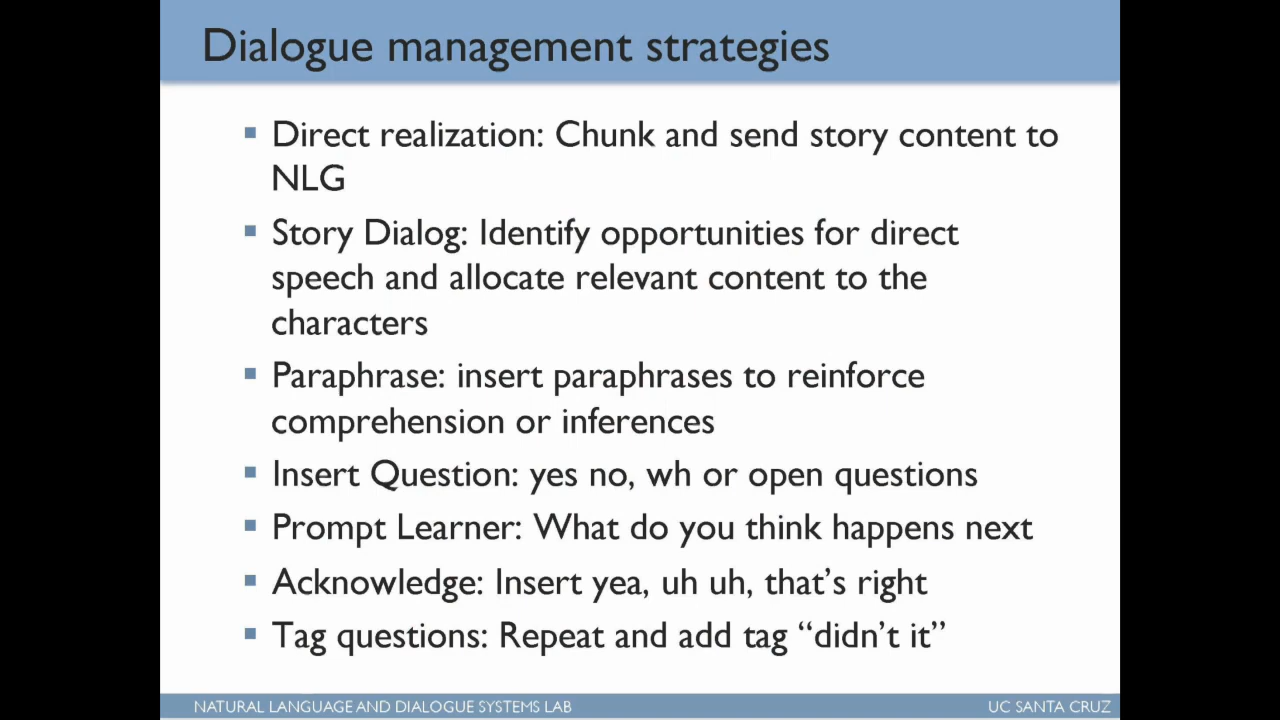 Dialogue management strategies
▪ Direct realization: Chunk and send story content to
NLG
▪ Story Dialog: Identify opportunities for direct
speech and allocate relevant content to the
characters
▪ Paraphrase: insert paraphrases to reinforce
comprehension or inferences
▪ Insert Question: yes no, wh or open questions
▪ Prompt Learner: What do you think happens next
▪ Acknowledge: Insert yea, uh uh, that's right
▪ Tag questions: Repeat and add tag “didn't it”
NATURAL LANGUAGE AND DIALOGUE SYSTEMS LAB
UC SANTA CRUZ